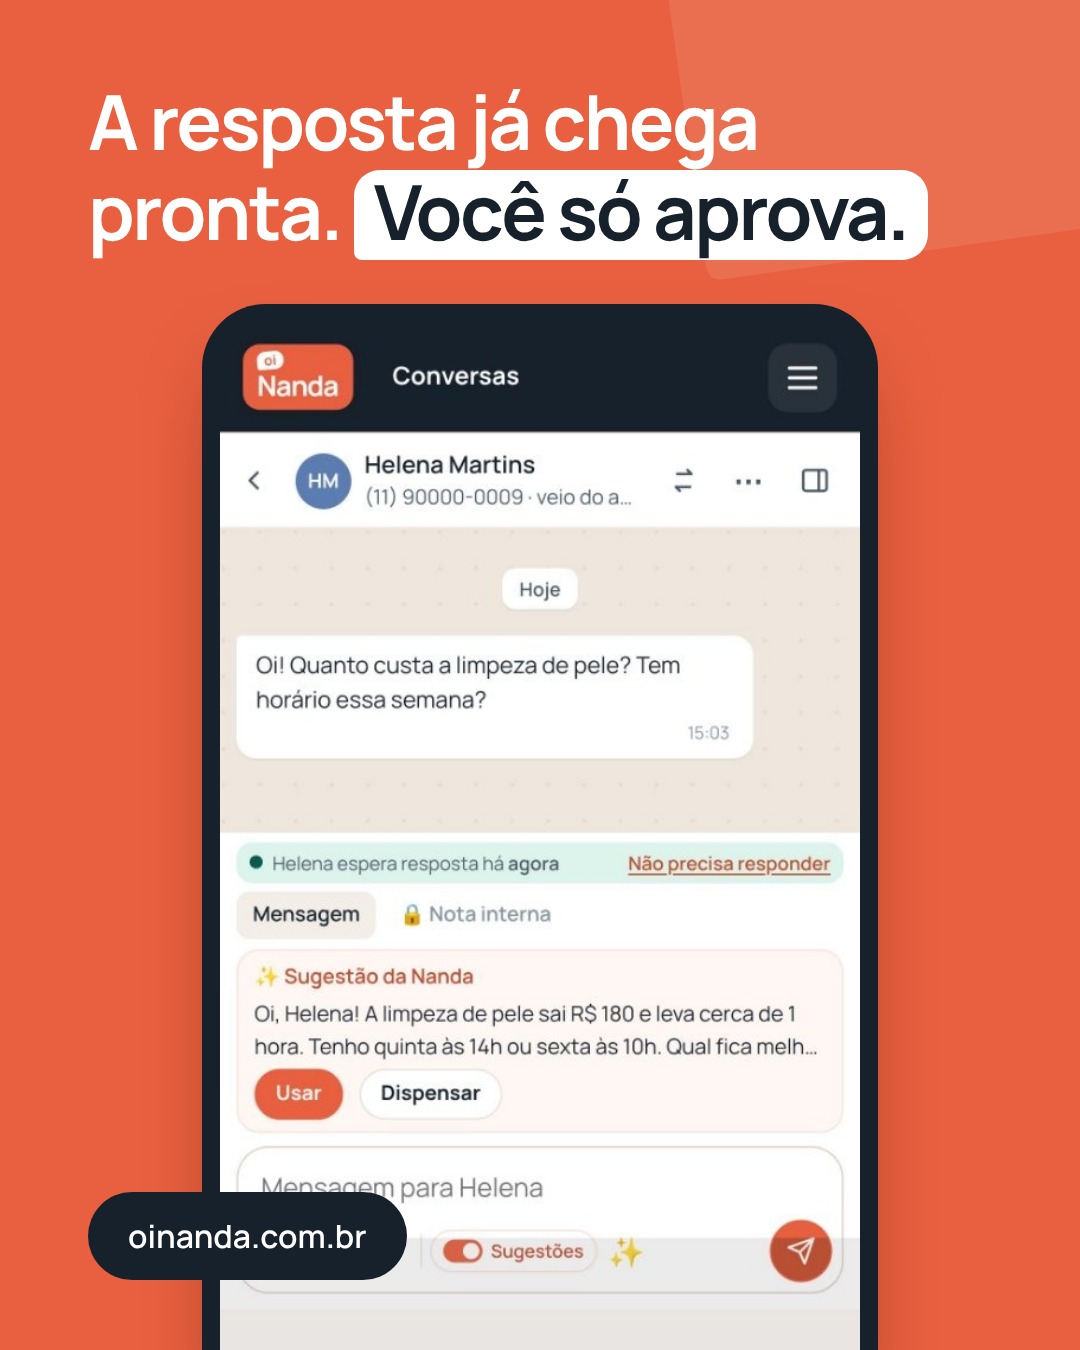 A resposta já chega
pronta. Você só aprova.
oi
Nanda
Conversas
HM
Helena Martins
(11) 90000-0009 · veio do a...
Hoje
Oi! Quanto custa a limpeza de pele? Tem
horário essa semana?
15:03
Helena espera resposta há agora
Não precisa responder
Mensagem
Nota interna
Sugestão da Nanda
Oi, Helena! A limpeza de pele sai R$ 180 e leva cerca de 1
hora. Tenho quinta às 14h ou sexta às 10h. Qual fica melh...
Usar
Dispensar
Mensagem para Helena
oinanda.com.br
Sugestões